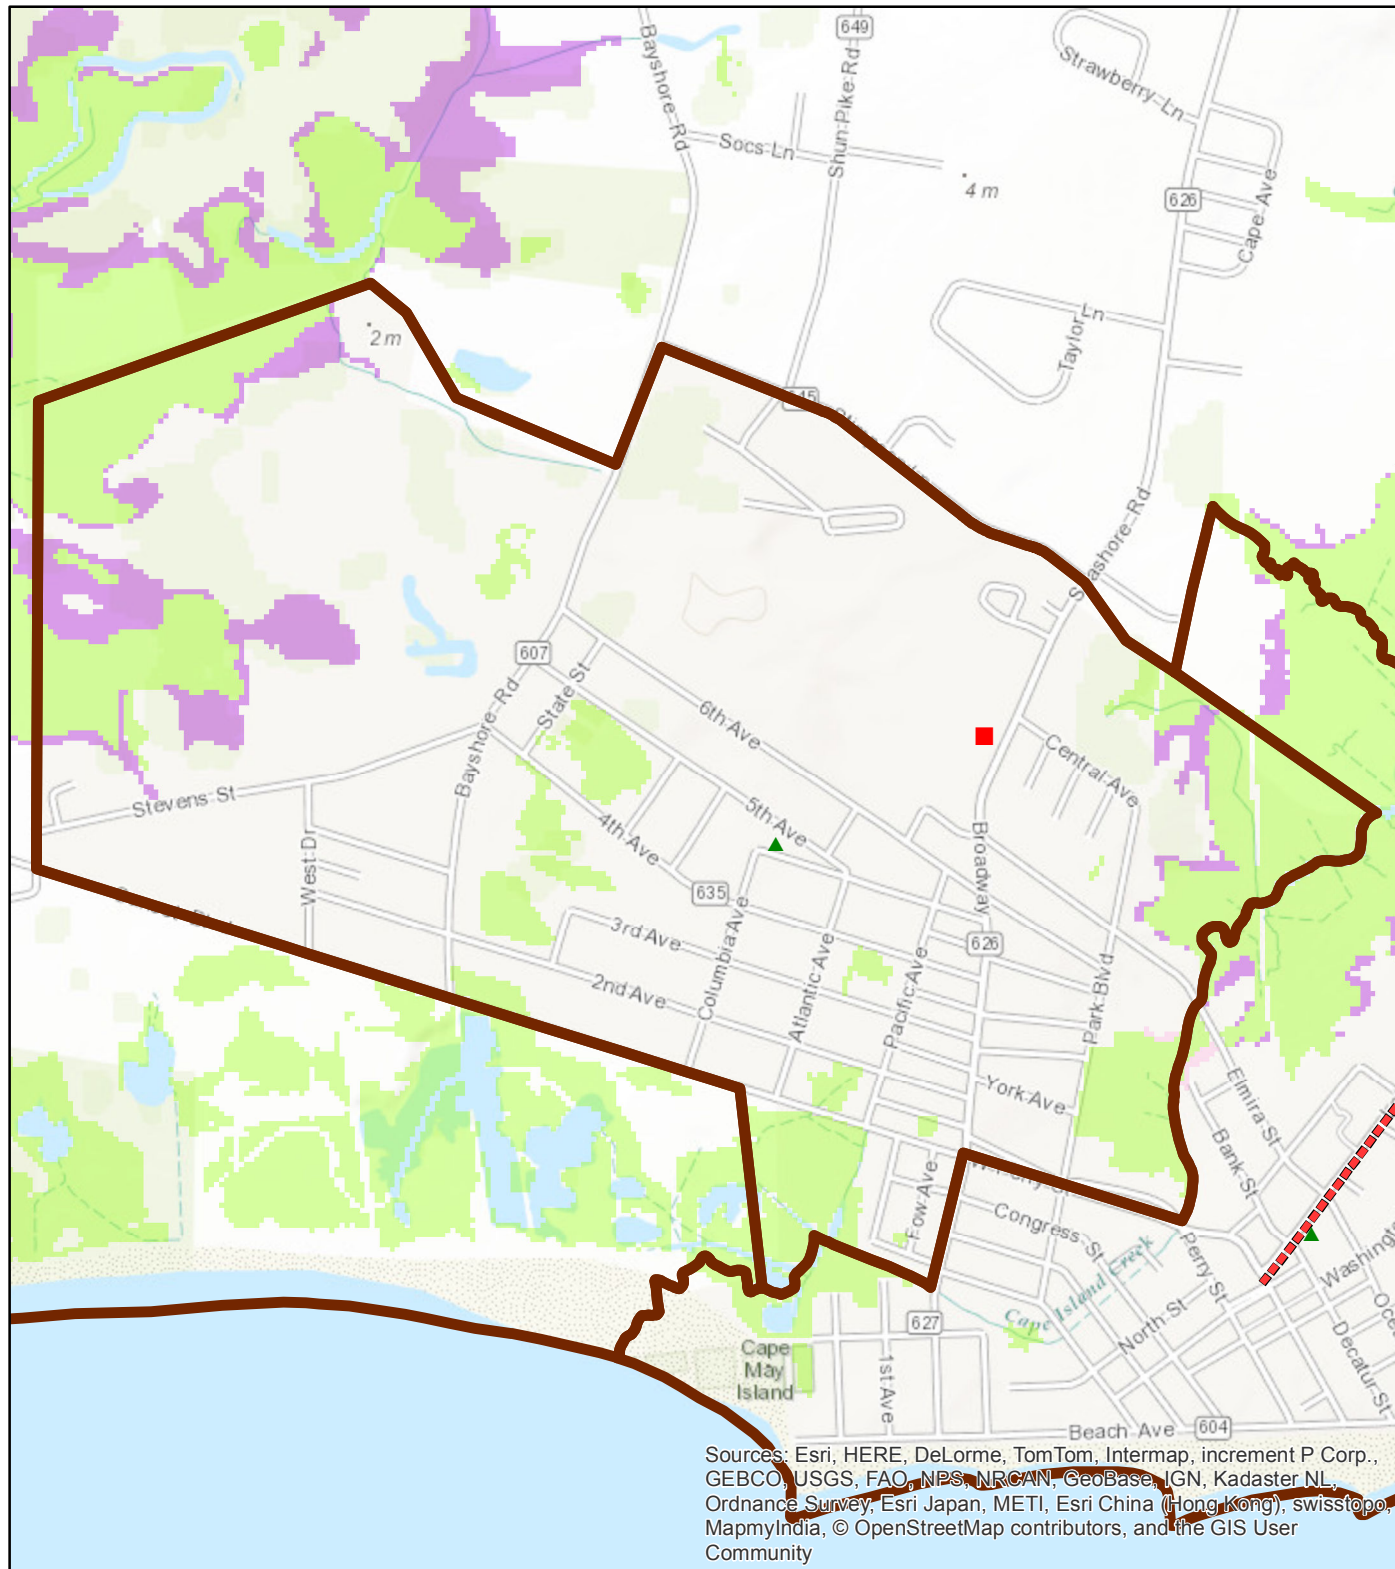 649
Bayshore Rd
Shun Pike Rd
Strawberry Ln
Socs Ln
4 m
626
Cape Ave
2 m
Ln
Taylor
Seashore Rd
607
State St
6th Ave
Bayshore Rd
Central Ave
Stevens St
5th Ave
4th Ave
West Dr
Broadway
635
3rd Ave
Columbia Ave
626
2nd Ave
Atlantic Ave
Pacific Ave
Park Blvd
York Ave
Elmira St
Bank St
Congress St
Cape Island Creek
Perry St
Washing
North St
627
Oce
Decatur St
Cape
May
Island
1st Ave
Beach Ave
604
Sources: Esri, HERE, DeLorme, TomTom, Intermap, increment P Corp.,
GEBCO, USGS, FAO, NPS, NRCAN, GeoBase, IGN, Kadaster NL,
Ordnance Survey, Esri Japan, METI, Esri China (Hong Kong), swisstopo,
MapmyIndia, © OpenStreetMap contributors, and the GIS User
Community